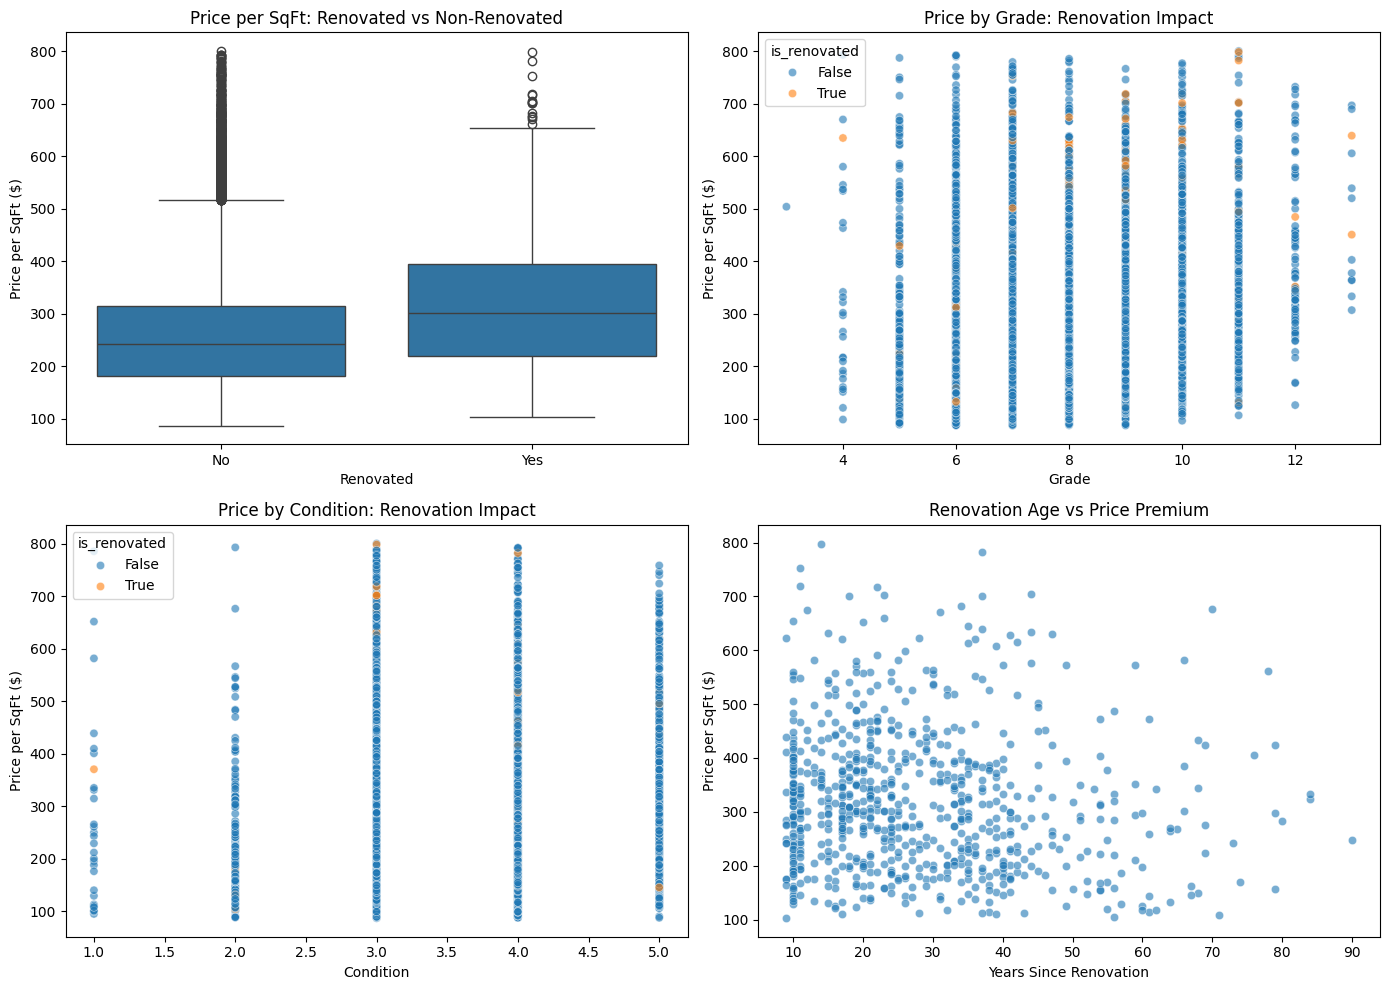 Price per SqFt: Renovated vs Non-Renovated
Price per SqFt ($)
800
700
600
500
400
300
200
100
No
Yes
Renovated
Price by Grade: Renovation Impact
Price per SqFt ($)
800
700
600
500
400
300
200
100
is_renovated
False
True
4
6
8
10
12
Grade
Price by Condition: Renovation Impact
Price per SqFt ($)
800
700
600
500
400
300
200
100
is_renovated
False
True
1.0
1.5
2.0
2.5
3.0
3.5
4.0
4.5
5.0
Condition
Renovation Age vs Price Premium
Price per SqFt ($)
800
700
600
500
400
300
200
100
10
20
30
40
50
60
70
80
90
Years Since Renovation